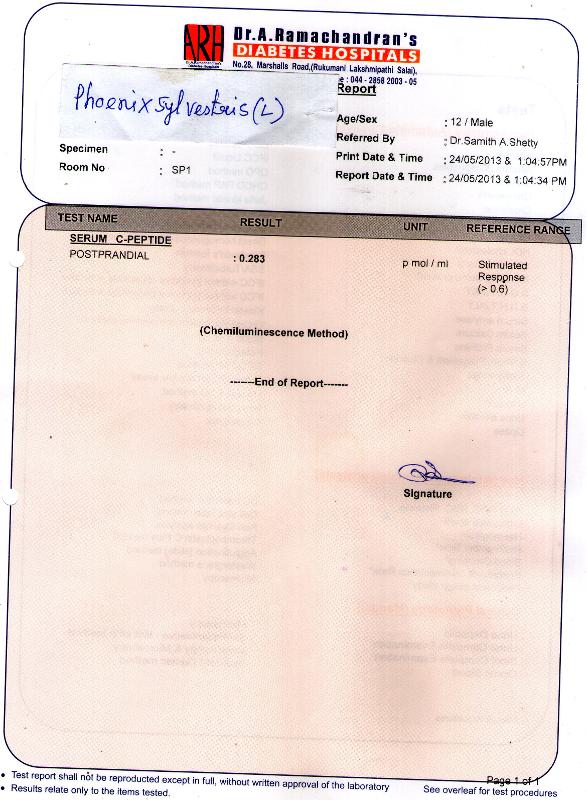 ARH
Dr.A.Ramachandran's
DIABETES HOSPITALS
No.28, Marshalls Road,(Rukumani Lakshmipathi Salai),
e : 044 - 2858 2003 - 05
Report
Phoenix sylvestris (L)
Age/Sex : 12 / Male
Referred By : Dr.Samith A.Shetty
Specimen : -
Print Date & Time : 24/05/2013 & 1:04:57PM
Room No : SP1
Report Date & Time : 24/05/2013 & 1:04:34 PM
TEST NAME RESULT UNIT REFERENCE RANGE
SERUM C-PEPTIDE
POSTPRANDIAL : 0.283 p mol / ml Stimulated
Response
(> 0.6)
(Chemiluminescence Method)
-------End of Report-------
Signature
Page 1 of 1
• Test report shall not be reproduced except in full, without written approval of the laboratory
See overleaf for test procedures
• Results relate only to the items tested.